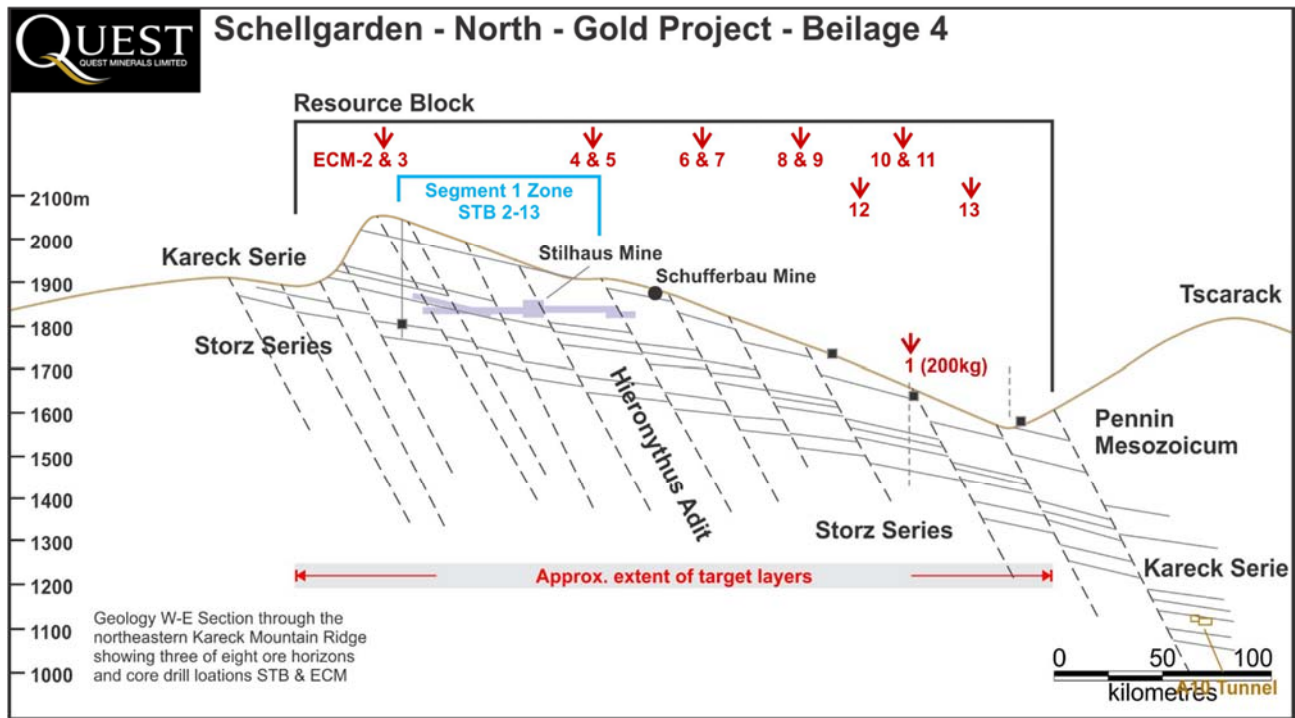 QUEST
QUEST MINERALS LIMITED
Schellgarden - North - Gold Project - Beilage 4
Resource Block
ECM-2 & 3
4 & 5
6 & 7
8 & 9
10 & 11
12
13
Segment 1 Zone
STB 2-13
2100m
2000
1900
1800
1700
1600
1500
1400
1300
1200
1100
1000
Kareck Serie
Stilhaus Mine
Schufferbau Mine
Tscarack
Storz Series
1 (200kg)
Hieronythus Adit
Pennin
Mesozoicum
Storz Series
Approx. extent of target layers
Kareck Serie
Geology W-E Section through the
northeastern Kareck Mountain Ridge
showing three of eight ore horizons
and core drill loations STB & ECM
0 50 100
kilometres
A10 Tunnel